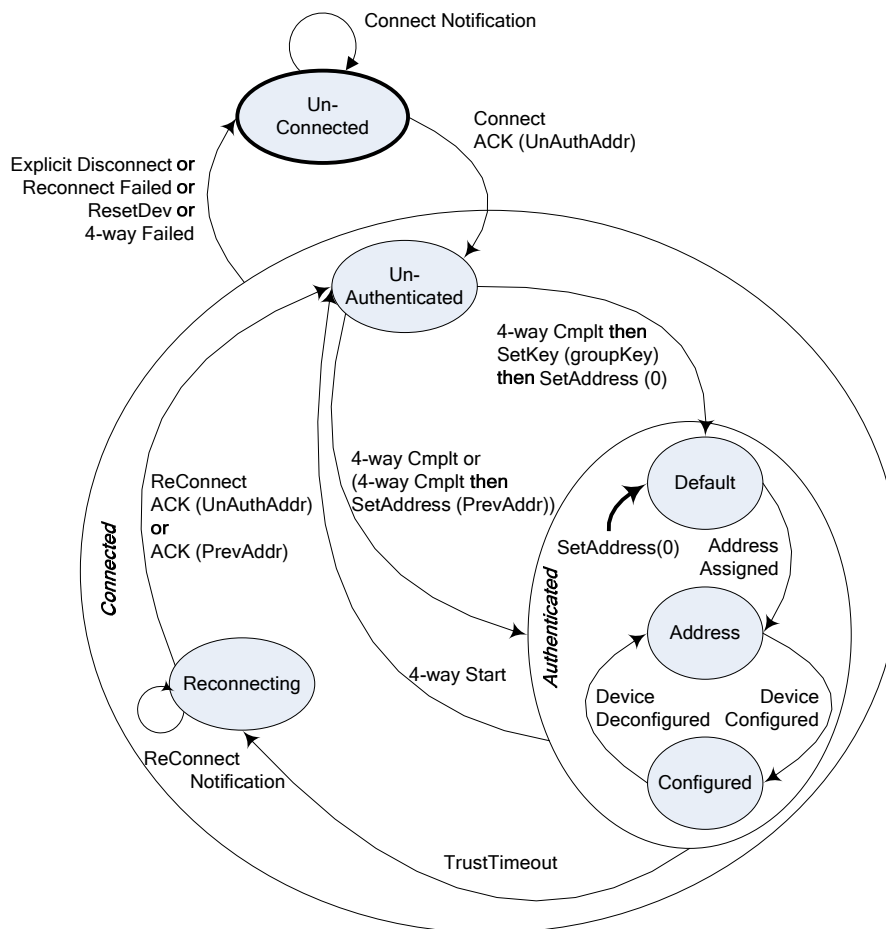 Connect Notification
Un-
Connected
Connect
ACK (UnAuthAddr)
Explicit Disconnect or
Reconnect Failed or
ResetDev or
4-way Failed
Un-
Authenticated
4-way Cmplt then
SetKey (groupKey)
then SetAddress (0)
4-way Cmplt or
(4-way Cmplt then
SetAddress (PrevAddr))
ReConnect
ACK (UnAuthAddr)
or
ACK (PrevAddr)
Connected
Default
SetAddress(0)
Address
Assigned
Authenticated
Address
4-way Start
Reconnecting
Device
Deconfigured
Device
Configured
ReConnect
Notification
Configured
TrustTimeout